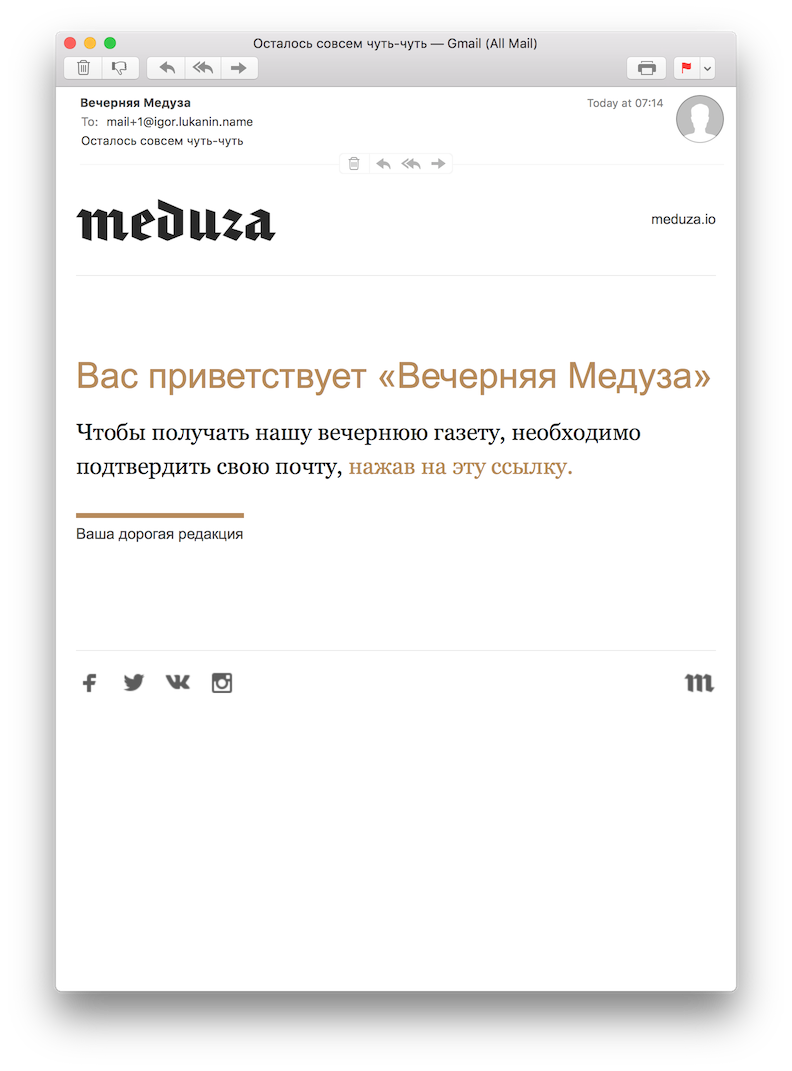 Осталось совсем чуть-чуть — Gmail (All Mail)
Вечерняя Медуза
Today at 07:14
To: mail+1@igor.lukanin.name
Осталось совсем чуть-чуть
meduza
meduza.io
Вас приветствует «Вечерняя Медуза»
Чтобы получать нашу вечернюю газету, необходимо
подтвердить свою почту, нажав на эту ссылку.
Ваша дорогая редакция
m